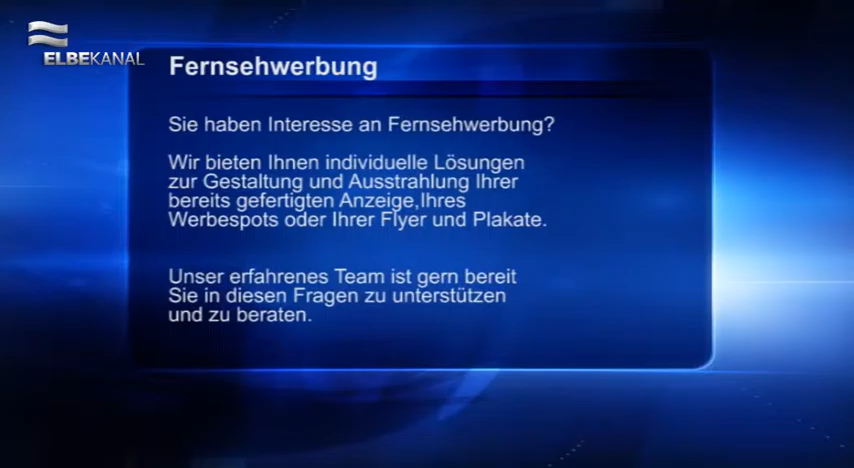 ELBEKANAL
Fernsehwerbung
Sie haben Interesse an Fernsehwerbung?
Wir bieten Ihnen individuelle Lösungen
zur Gestaltung und Ausstrahlung Ihrer
bereits gefertigten Anzeige,Ihres
Werbespots oder Ihrer Flyer und Plakate.
Unser erfahrenes Team ist gern bereit
Sie in diesen Fragen zu unterstützen
und zu beraten.